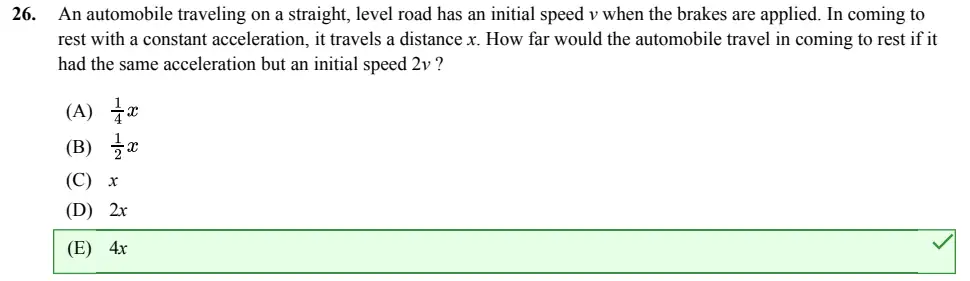 26. An automobile traveling on a straight, level road has an initial speed v when the brakes are applied. In coming to
rest with a constant acceleration, it travels a distance x. How far would the automobile travel in coming to rest if it
had the same acceleration but an initial speed 2v ?
(A) 1/4 x
(B) 1/2 x
(C) x
(D) 2x
(E) 4x